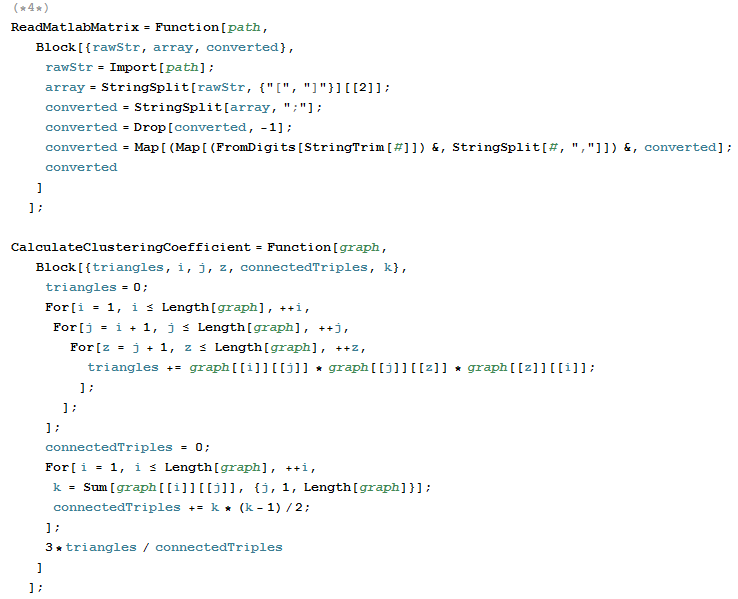 (*4*)
ReadMatlabMatrix = Function[path,
Block[{rawStr, array, converted},
rawStr = Import[path];
array = StringSplit[rawStr, {"[", "]"}][[2]];
converted = StringSplit[array, ";"];
converted = Drop[converted, -1];
converted = Map[(Map[(FromDigits[StringTrim[#]]) &, StringSplit[#, ","]]) &, converted];
converted
]
];
CalculateClusteringCoefficient = Function[graph,
Block[{triangles, i, j, z, connectedTriples, k},
triangles = 0;
For[i = 1, i ≤ Length[graph], ++i,
For[j = i + 1, j ≤ Length[graph], ++j,
For[z = j + 1, z ≤ Length[graph], ++z,
triangles += graph[[i]][[j]] * graph[[j]][[z]] * graph[[z]][[i]];
];
];
];
connectedTriples = 0;
For[i = 1, i ≤ Length[graph], ++i,
k = Sum[graph[[i]][[j]], {j, 1, Length[graph]}];
connectedTriples += k * (k - 1) / 2;
];
3 * triangles / connectedTriples
]
];